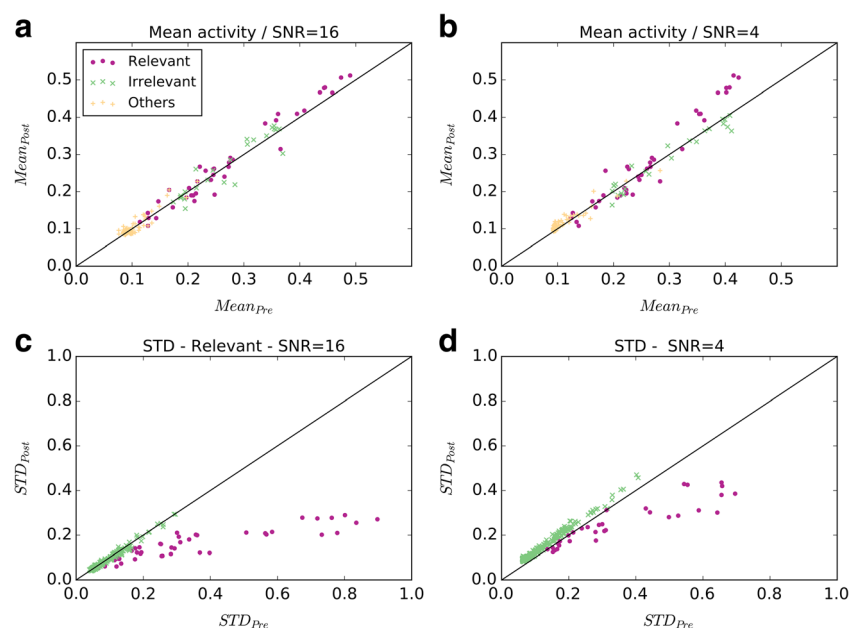 a
Mean activity / SNR=16
0.5
0.4
0.3
0.2
0.1
0.0
Mean_Post
Relevant
Irrelevant
Others
0.0 0.1 0.2 0.3 0.4 0.5
Mean_Pre
b
Mean activity / SNR=4
0.5
0.4
0.3
0.2
0.1
0.0
Mean_Post
0.0 0.1 0.2 0.3 0.4 0.5
Mean_Pre
c
STD - Relevant - SNR=16
1.0
0.8
0.6
0.4
0.2
0.0
STD_Post
0.0 0.2 0.4 0.6 0.8 1.0
STD_Pre
d
STD - SNR=4
1.0
0.8
0.6
0.4
0.2
0.0
STD_Post
0.0 0.2 0.4 0.6 0.8 1.0
STD_Pre